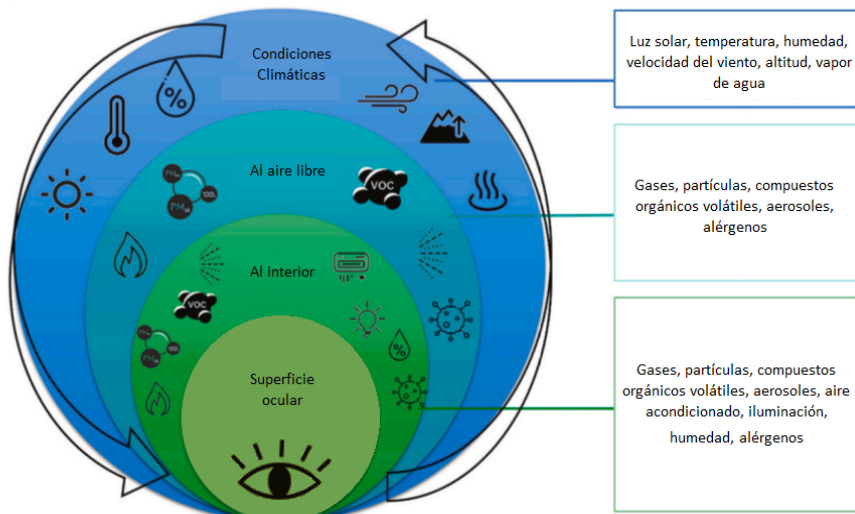 Condiciones
Climáticas
Luz solar, temperatura, humedad,
velocidad del viento, altitud, vapor
de agua
%
Al aire libre
VOC
Gases, partículas, compuestos
orgánicos volátiles, aerosoles,
alérgenos
Al interior
VOC
%
Superficie
ocular
Gases, partículas, compuestos
orgánicos volátiles, aerosoles, aire
acondicionado, iluminación,
humedad, alérgenos